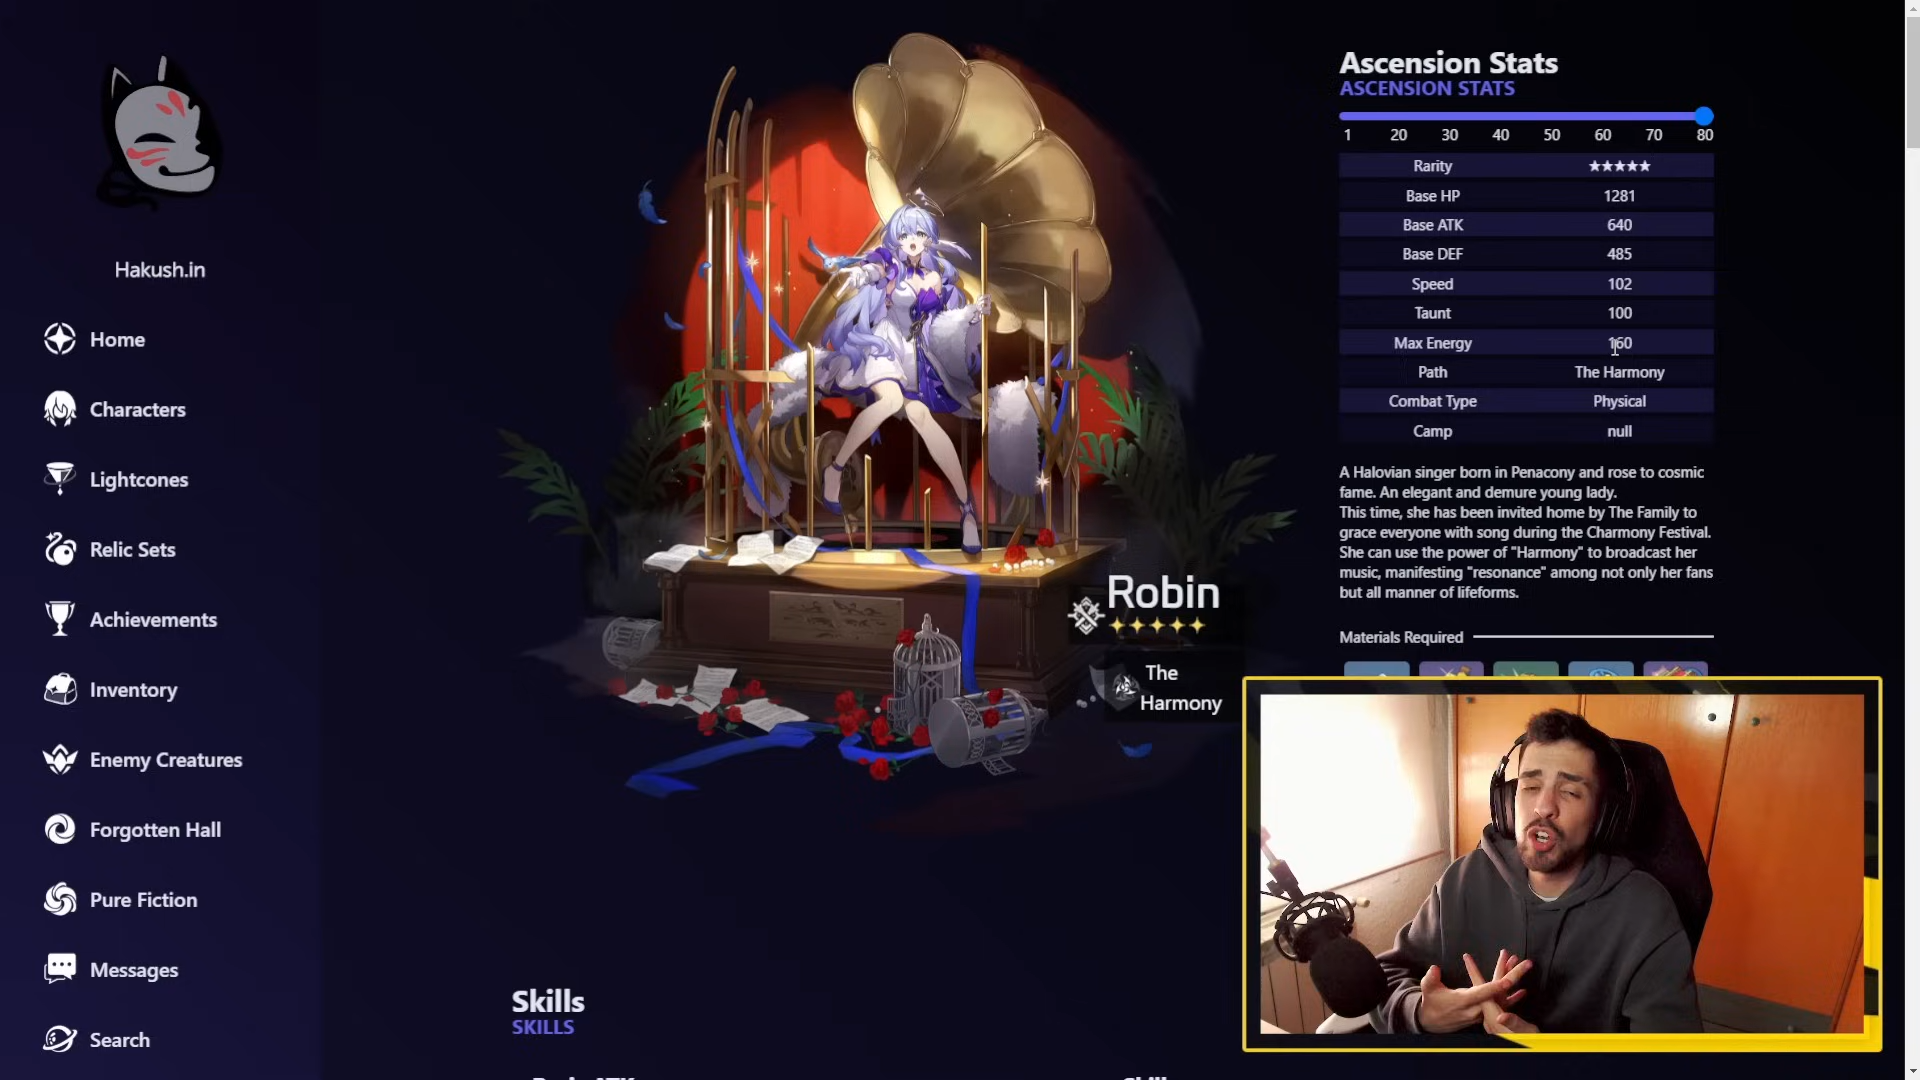 Hakush.in
Home
Characters
Lightcones
Relic Sets
Achievements
Inventory
Enemy Creatures
Forgotten Hall
Pure Fiction
Messages
Search
Robin
The
Harmony
Skills
SKILLS
Ascension Stats
ASCENSION STATS
1 20 30 40 50 60 70 80
Rarity ★★★★★
Base HP 1281
Base ATK 640
Base DEF 485
Speed 102
Taunt 100
Max Energy 160
Path The Harmony
Combat Type Physical
Camp null
A Halovian singer born in Penacony and rose to cosmic
fame. An elegant and demure young lady.
This time, she has been invited home by The Family to
grace everyone with song during the Charmony Festival.
She can use the power of "Harmony" to broadcast her
music, manifesting "resonance" among not only her fans
but all manner of lifeforms.
Materials Required